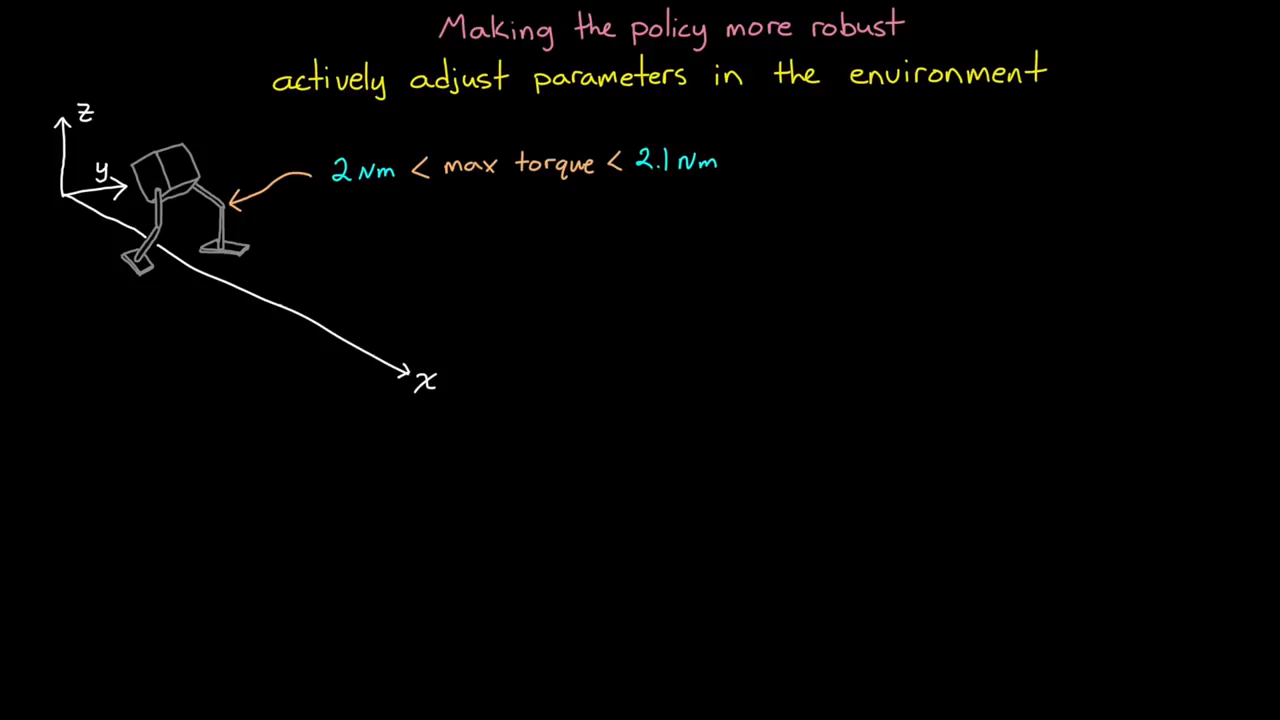 Making the policy more robust
actively adjust parameters in the environment
z
y
2 Nm < max torque < 2.1 Nm
x